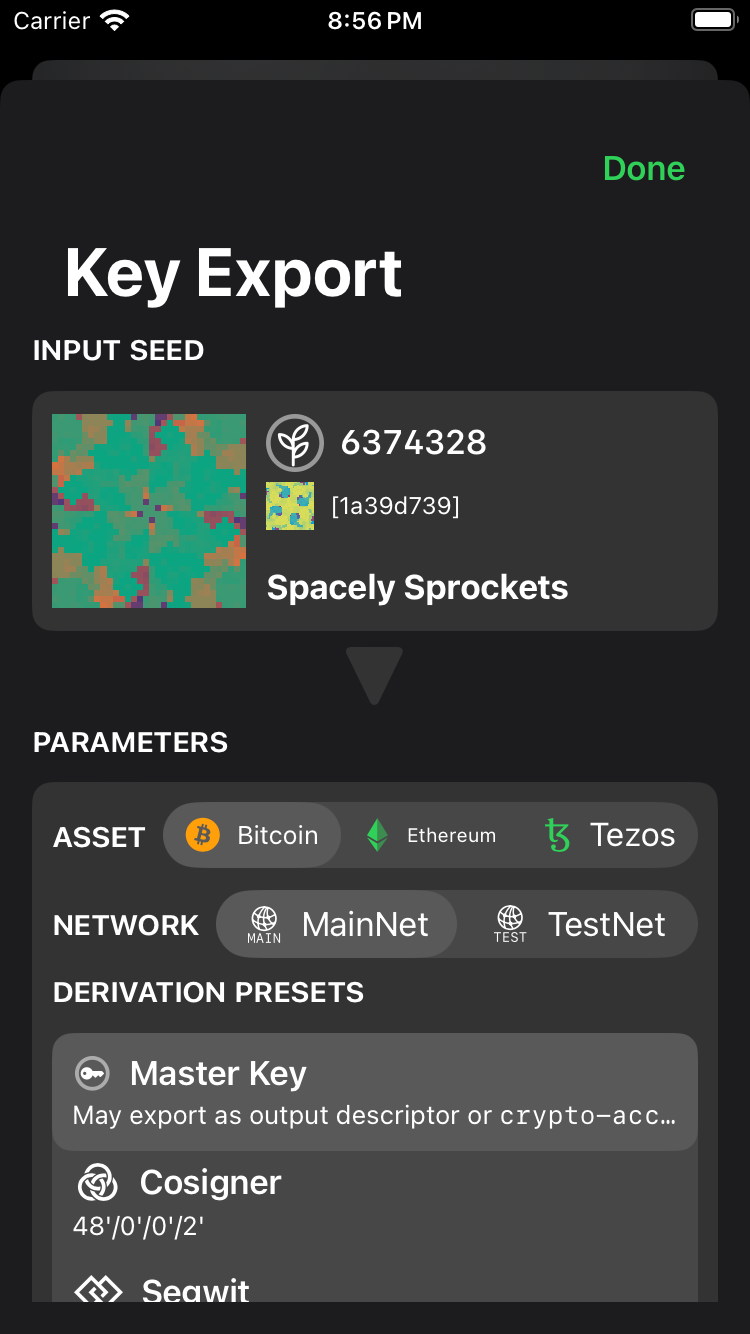 Carrier 8:56 PM
Done
Key Export
INPUT SEED
6374328
[1a39d739]
Spacely Sprockets
PARAMETERS
ASSET Bitcoin Ethereum Tezos
NETWORK MAIN MainNet TEST TestNet
DERIVATION PRESETS
Master Key
May export as output descriptor or crypto-acc…
Cosigner
48'/0'/0'/2'
Segwit